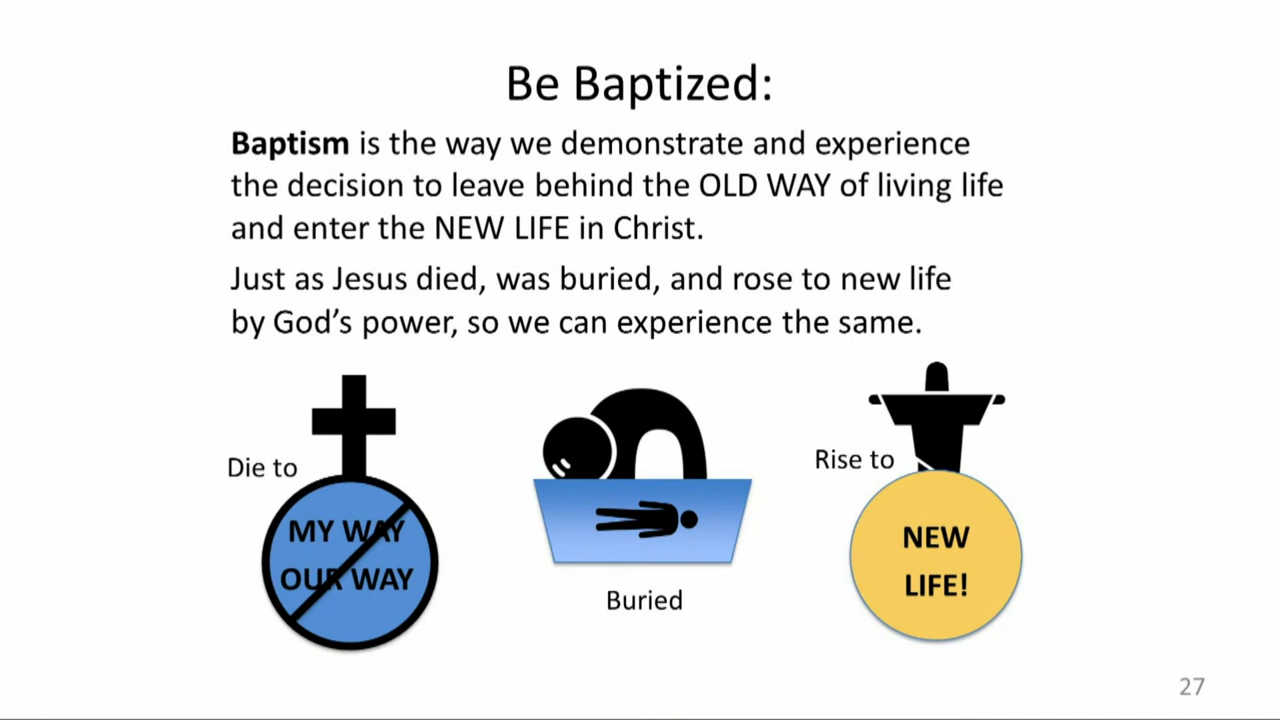 Be Baptized:
Baptism is the way we demonstrate and experience
the decision to leave behind the OLD WAY of living life
and enter the NEW LIFE in Christ.
Just as Jesus died, was buried, and rose to new life
by God's power, so we can experience the same.
Die to
MY WAY
OUR WAY
Buried
Rise to
NEW
LIFE!
27